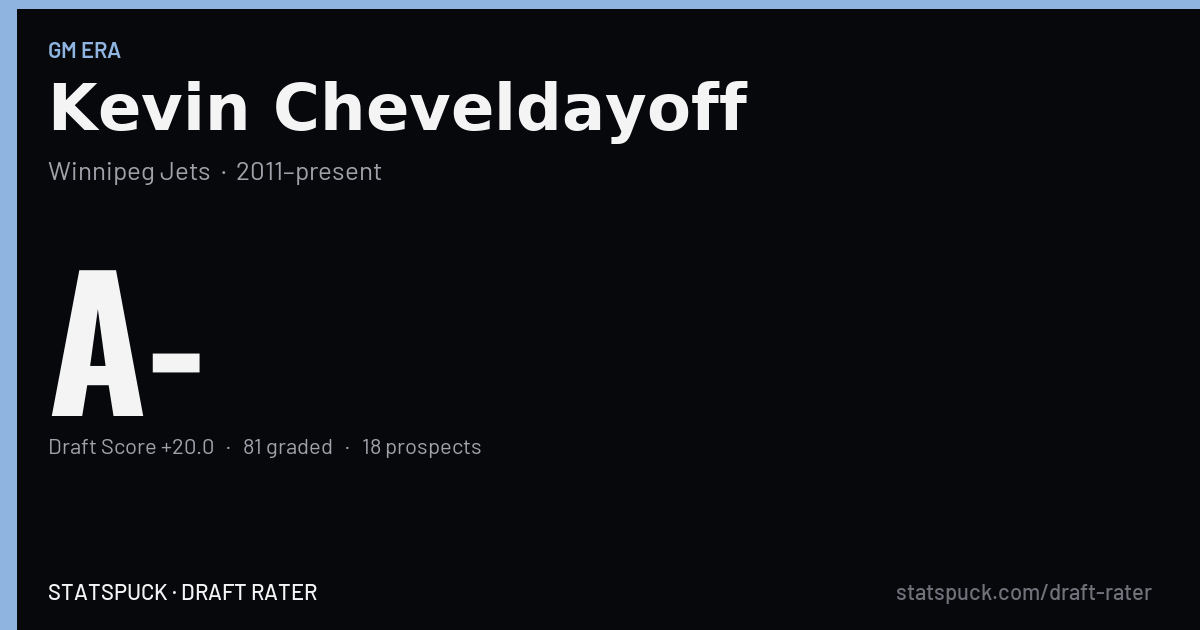 GM ERA
Kevin Cheveldayoff
Winnipeg Jets · 2011–present
A-
Draft Score +20.0 · 81 graded · 18 prospects
STATSPUCK · DRAFT RATER
statspuck.com/draft-rater